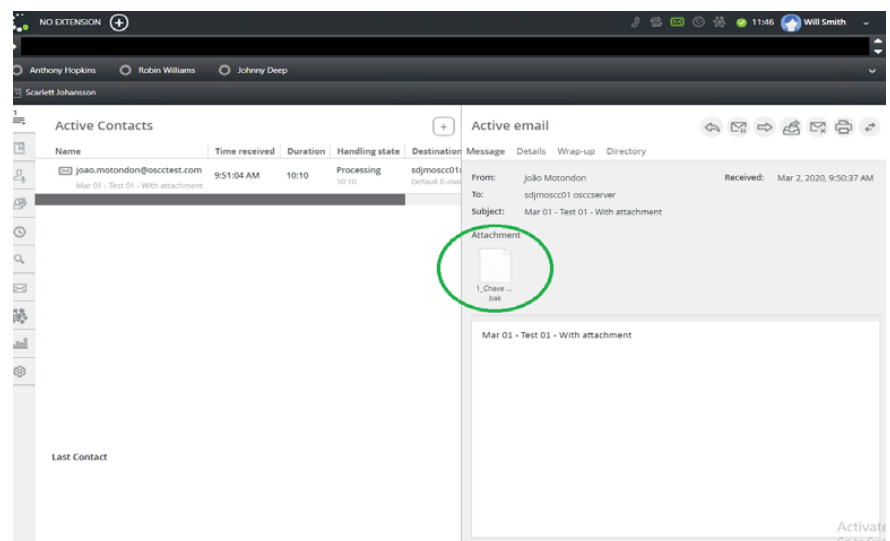 NO EXTENSION
11:46 Will Smith
Anthony Hopkins Robin Williams Johnny Deep
Scarlett Johansson
1
Active Contacts
Name Time received Duration Handling state Destination
joao.motondon@oscctest.com 9:51:04 AM 10:10 Processing sdjmoscc01
Mar 01 - Test 01 - With attachment 10:10 Default E-mai
Last Contact
Active email
Message Details Wrap-up Directory
From: João Motondon Received: Mar 2, 2020, 9:50:37 AM
To: sdjmoscc01 osccserver
Subject: Mar 01 - Test 01 - With attachment
Attachment
1_Chave ...
.bak
Mar 01 - Test 01 - With attachment
Activate